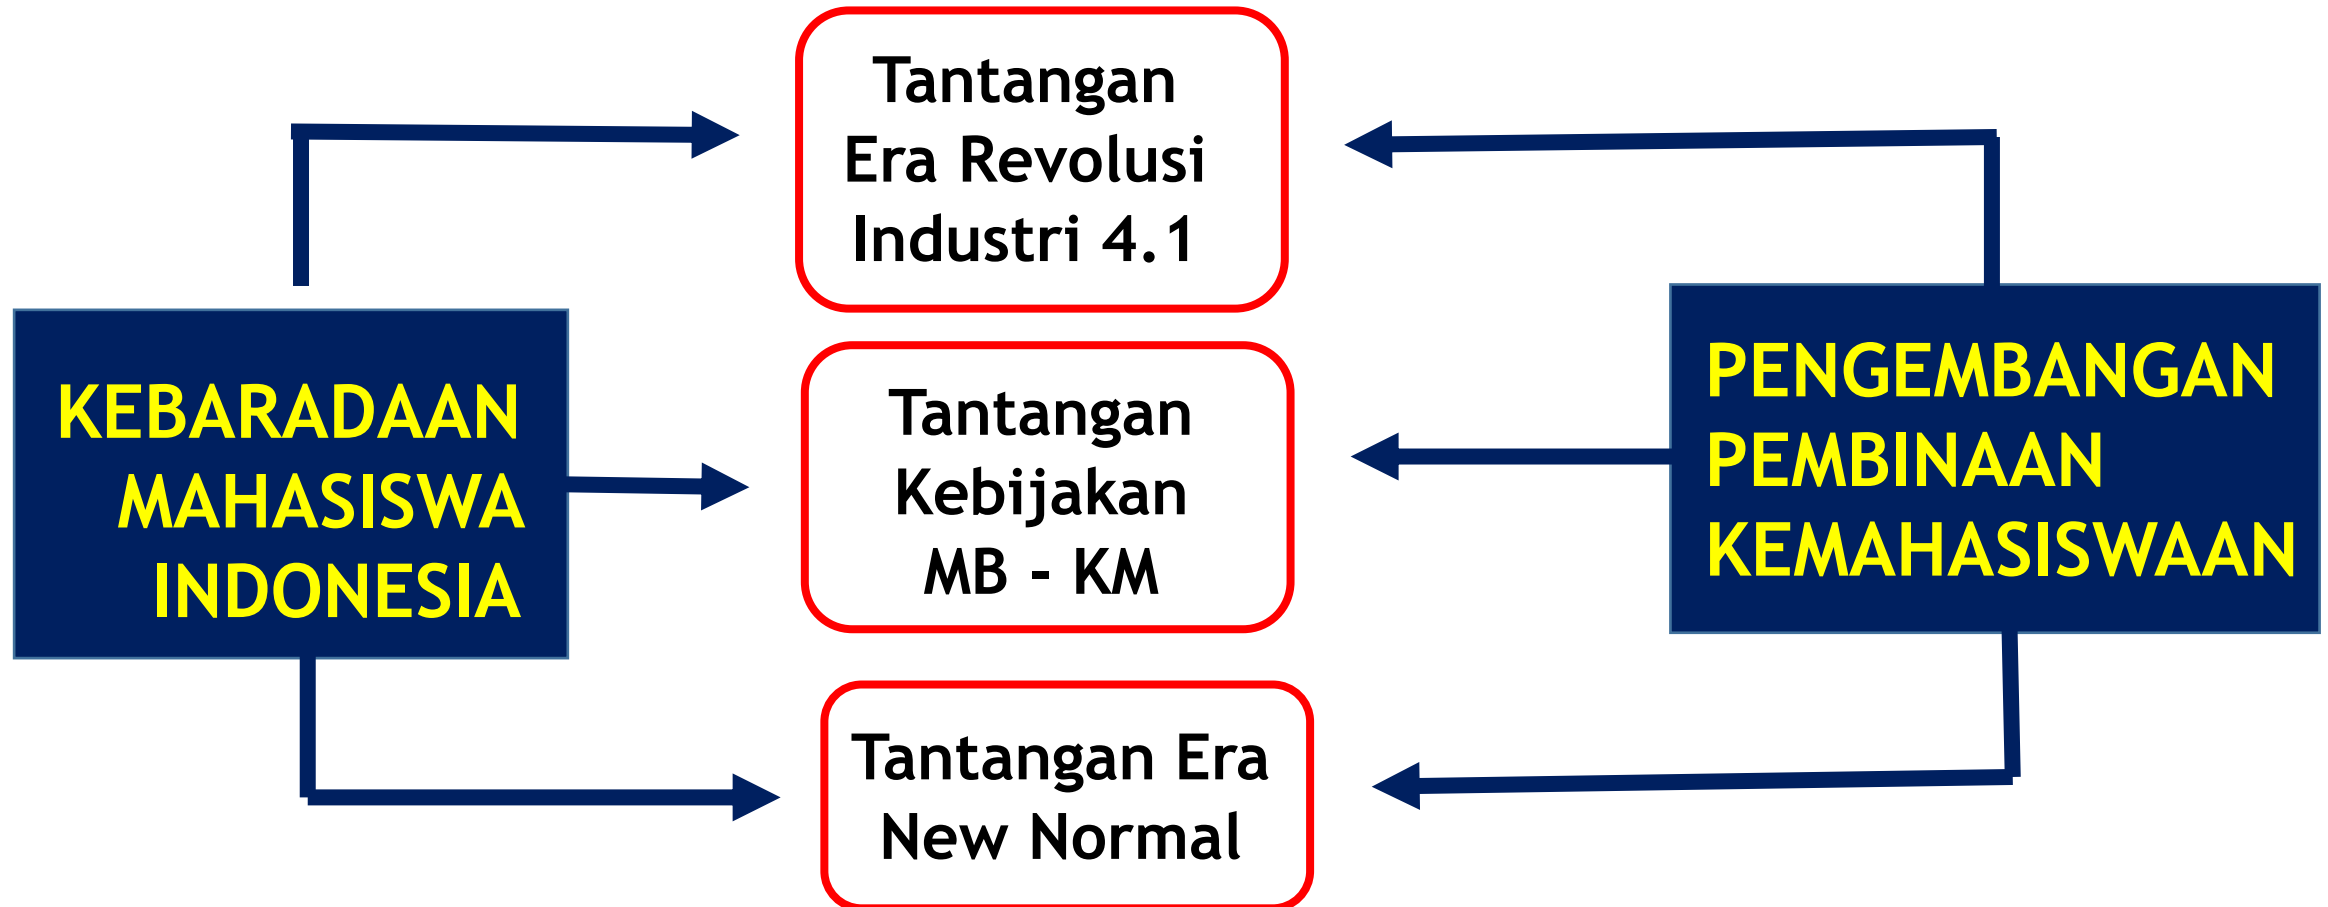 Tantangan
Era Revolusi
Industri 4.1
KEBARADAAN
MAHASISWA
INDONESIA
Tantangan
Kebijakan
MB - KM
PENGEMBANGAN
PEMBINAAN
KEMAHASISWAAN
Tantangan Era
New Normal